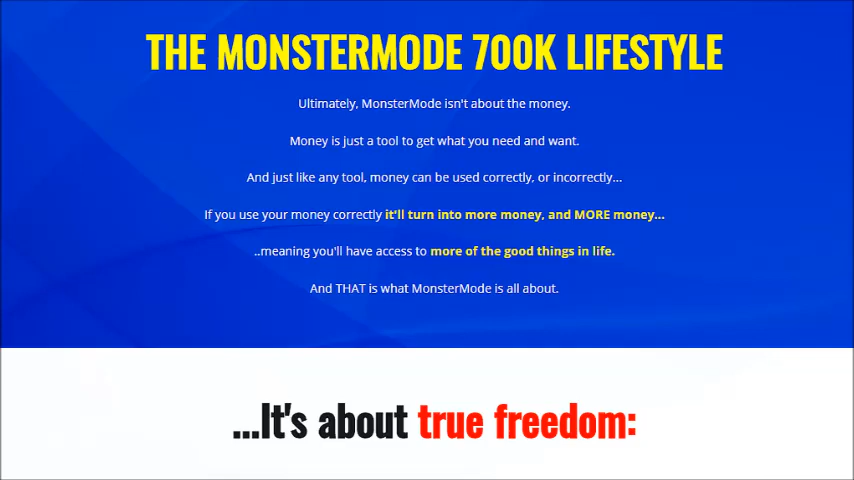 THE MONSTERMODE 700K LIFESTYLE
Ultimately, MonsterMode isn't about the money.
Money is just a tool to get what you need and want.
And just like any tool, money can be used correctly, or incorrectly...
If you use your money correctly it'll turn into more money, and MORE money...
..meaning you'll have access to more of the good things in life.
And THAT is what MonsterMode is all about.
...It's about true freedom: